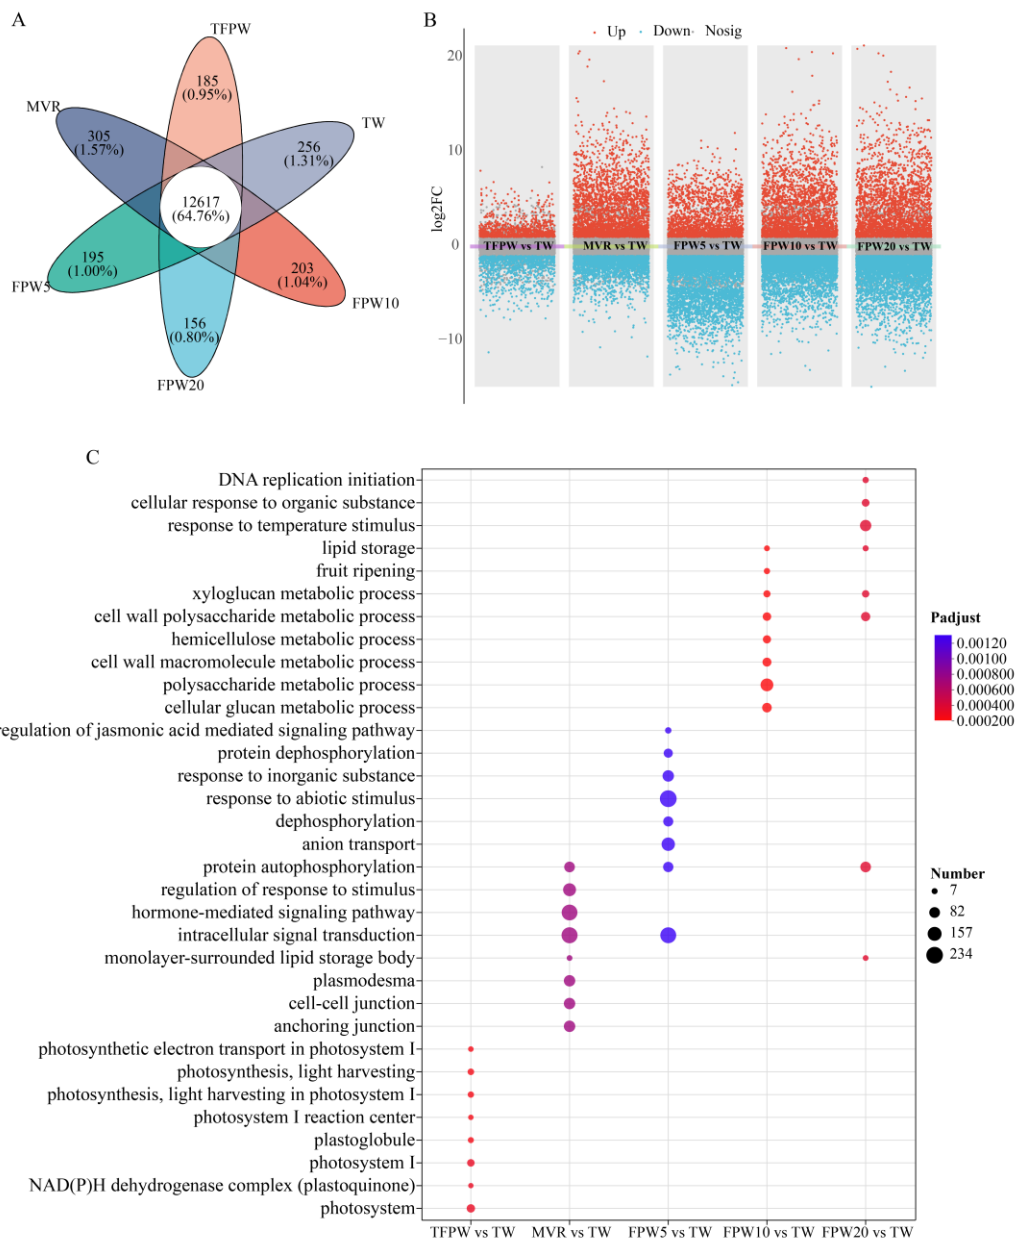 A
TFPW
185
(0.95%)
MVR
305
(1.57%)
TW
256
(1.31%)
12617
(64.76%)
195
(1.00%)
FPW5
203
(1.04%)
FPW10
156
(0.80%)
FPW20
B
Up Down Nosig
20
10
0
−10
log2FC
TFPW vs TW MVR vs TW FPW5 vs TW FPW10 vs TW FPW20 vs TW
C
DNA replication initiation
cellular response to organic substance
response to temperature stimulus
lipid storage
fruit ripening
xyloglucan metabolic process
cell wall polysaccharide metabolic process
hemicellulose metabolic process
cell wall macromolecule metabolic process
polysaccharide metabolic process
cellular glucan metabolic process
regulation of jasmonic acid mediated signaling pathway
protein dephosphorylation
response to inorganic substance
response to abiotic stimulus
dephosphorylation
anion transport
protein autophosphorylation
regulation of response to stimulus
hormone-mediated signaling pathway
intracellular signal transduction
monolayer-surrounded lipid storage body
plasmodesma
cell-cell junction
anchoring junction
photosynthetic electron transport in photosystem I
photosynthesis, light harvesting
photosynthesis, light harvesting in photosystem I
photosystem I reaction center
plastoglobule
photosystem I
NAD(P)H dehydrogenase complex (plastoquinone)
photosystem
TFPW vs TW MVR vs TW FPW5 vs TW FPW10 vs TW FPW20 vs TW
Padjust
0.00120
0.00100
0.000800
0.000600
0.000400
0.000200
Number
7
82
157
234